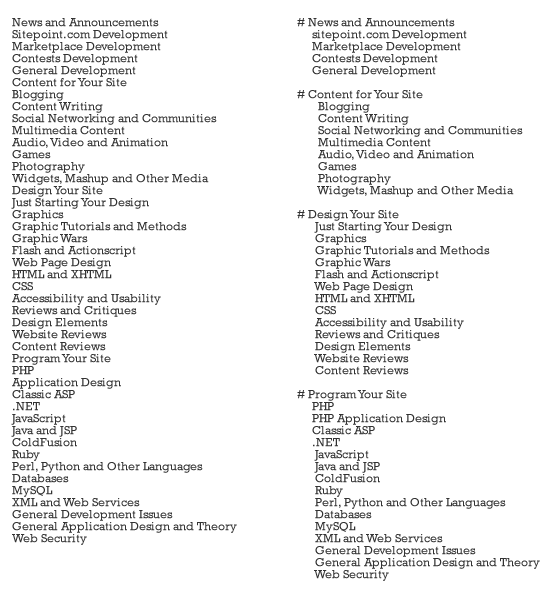 News and Announcements
Sitepoint.com Development
Marketplace Development
Contests Development
General Development
Content for Your Site
Blogging
Content Writing
Social Networking and Communities
Multimedia Content
Audio, Video and Animation
Games
Photography
Widgets, Mashup and Other Media
Design Your Site
Just Starting Your Design
Graphics
Graphic Tutorials and Methods
Graphic Wars
Flash and Actionscript
Web Page Design
HTML and XHTML
CSS
Accessibility and Usability
Reviews and Critiques
Design Elements
Website Reviews
Content Reviews
Program Your Site
PHP
Application Design
Classic ASP
.NET
JavaScript
Java and JSP
ColdFusion
Ruby
Perl, Python and Other Languages
Databases
MySQL
XML and Web Services
General Development Issues
General Application Design and Theory
Web Security
# News and Announcements
sitepoint.com Development
Marketplace Development
Contests Development
General Development
# Content for Your Site
Blogging
Content Writing
Social Networking and Communities
Multimedia Content
Audio, Video and Animation
Games
Photography
Widgets, Mashup and Other Media
# Design Your Site
Just Starting Your Design
Graphics
Graphic Tutorials and Methods
Graphic Wars
Flash and Actionscript
Web Page Design
HTML and XHTML
CSS
Accessibility and Usability
Reviews and Critiques
Design Elements
Website Reviews
Content Reviews
# Program Your Site
PHP
PHP Application Design
Classic ASP
.NET
JavaScript
Java and JSP
ColdFusion
Ruby
Perl, Python and Other Languages
Databases
MySQL
XML and Web Services
General Development Issues
General Application Design and Theory
Web Security